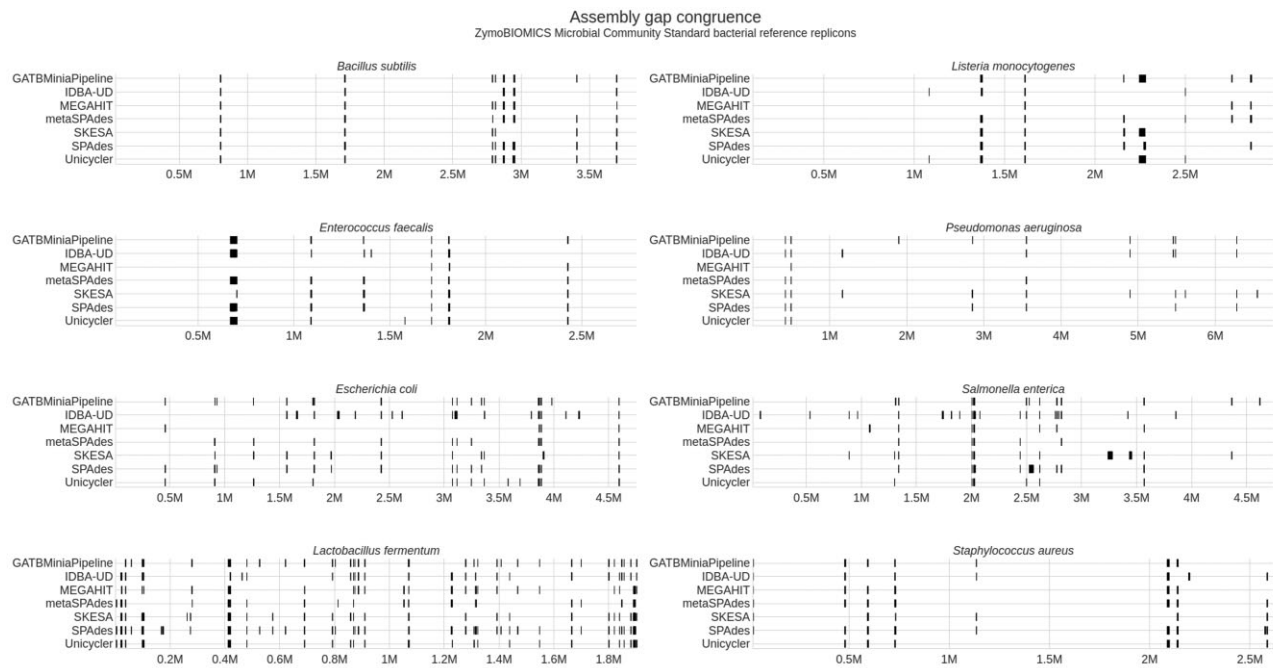 Assembly gap congruence
ZymoBIOMICS Microbial Community Standard bacterial reference replicons
Bacillus subtilis
GATBMiniaPipeline
IDBA-UD
MEGAHIT
metaSPAdes
SKESA
SPAdes
Unicycler
0.5M 1M 1.5M 2M 2.5M 3M 3.5M
Listeria monocytogenes
GATBMiniaPipeline
IDBA-UD
MEGAHIT
metaSPAdes
SKESA
SPAdes
Unicycler
0.5M 1M 1.5M 2M 2.5M
Enterococcus faecalis
GATBMiniaPipeline
IDBA-UD
MEGAHIT
metaSPAdes
SKESA
SPAdes
Unicycler
0.5M 1M 1.5M 2M 2.5M
Pseudomonas aeruginosa
GATBMiniaPipeline
IDBA-UD
MEGAHIT
metaSPAdes
SKESA
SPAdes
Unicycler
1M 2M 3M 4M 5M 6M
Escherichia coli
GATBMiniaPipeline
IDBA-UD
MEGAHIT
metaSPAdes
SKESA
SPAdes
Unicycler
0.5M 1M 1.5M 2M 2.5M 3M 3.5M 4M 4.5M
Salmonella enterica
GATBMiniaPipeline
IDBA-UD
MEGAHIT
metaSPAdes
SKESA
SPAdes
Unicycler
0.5M 1M 1.5M 2M 2.5M 3M 3.5M 4M 4.5M
Lactobacillus fermentum
GATBMiniaPipeline
IDBA-UD
MEGAHIT
metaSPAdes
SKESA
SPAdes
Unicycler
0.2M 0.4M 0.6M 0.8M 1M 1.2M 1.4M 1.6M 1.8M
Staphylococcus aureus
GATBMiniaPipeline
IDBA-UD
MEGAHIT
metaSPAdes
SKESA
SPAdes
Unicycler
0.5M 1M 1.5M 2M 2.5M